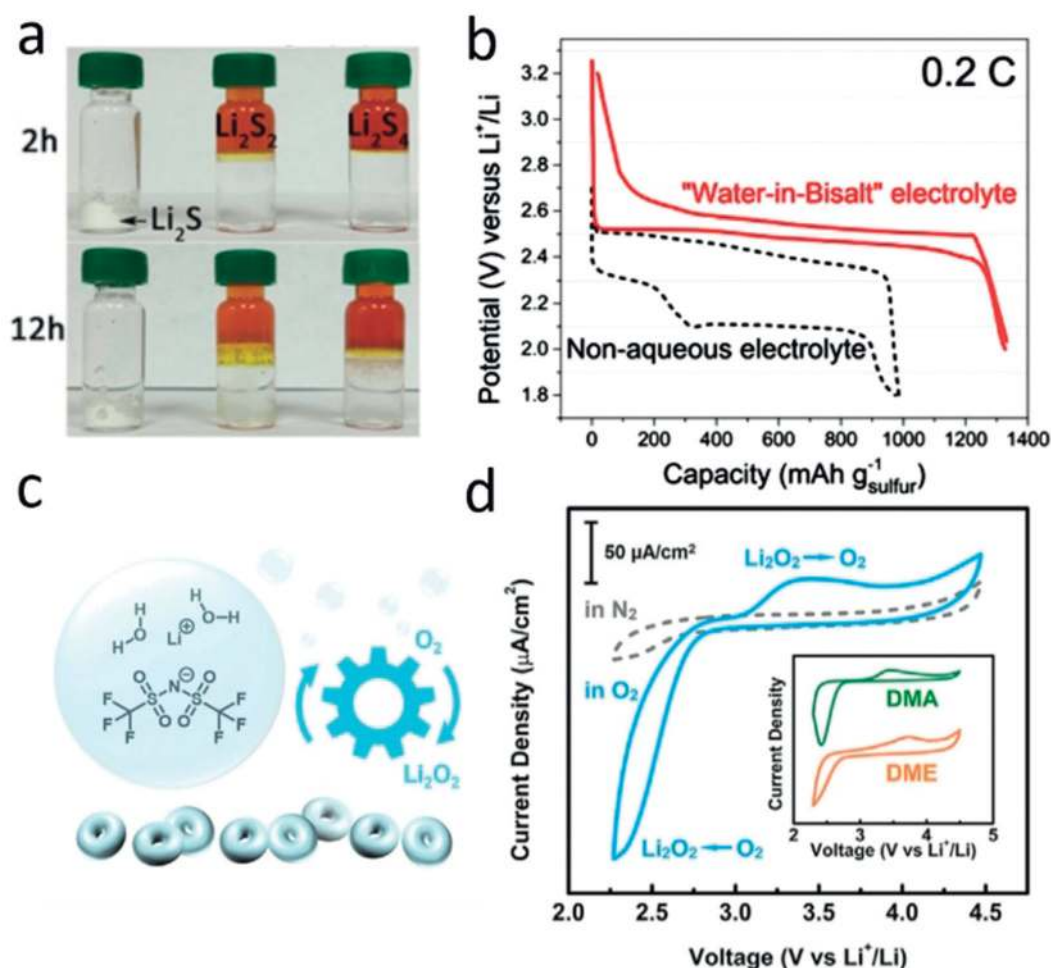 a
2h
Li₂S₂
Li₂S₄
Li₂S
12h
b
0.2 C
3.2
3.0
2.8
2.6
2.4
2.2
2.0
1.8
Potential (V) versus Li⁺/Li
"Water-in-Bisalt" electrolyte
Non-aqueous electrolyte
0 200 400 600 800 1000 1200 1400
Capacity (mAh g⁻¹sulfur)
c
H
O
H
H
O-H
Li
⊕
F
F
F
O
S
O
N
⊖
O
S
O
F
F
F
O₂
Li₂O₂
d
50 µA/cm²
Li₂O₂→O₂
in N₂
in O₂
Li₂O₂←O₂
Current Density (µA/cm²)
2.0 2.5 3.0 3.5 4.0 4.5
Voltage (V vs Li⁺/Li)
DMA
DME
Current Density
2 3 4 5
Voltage (V vs Li⁺/Li)